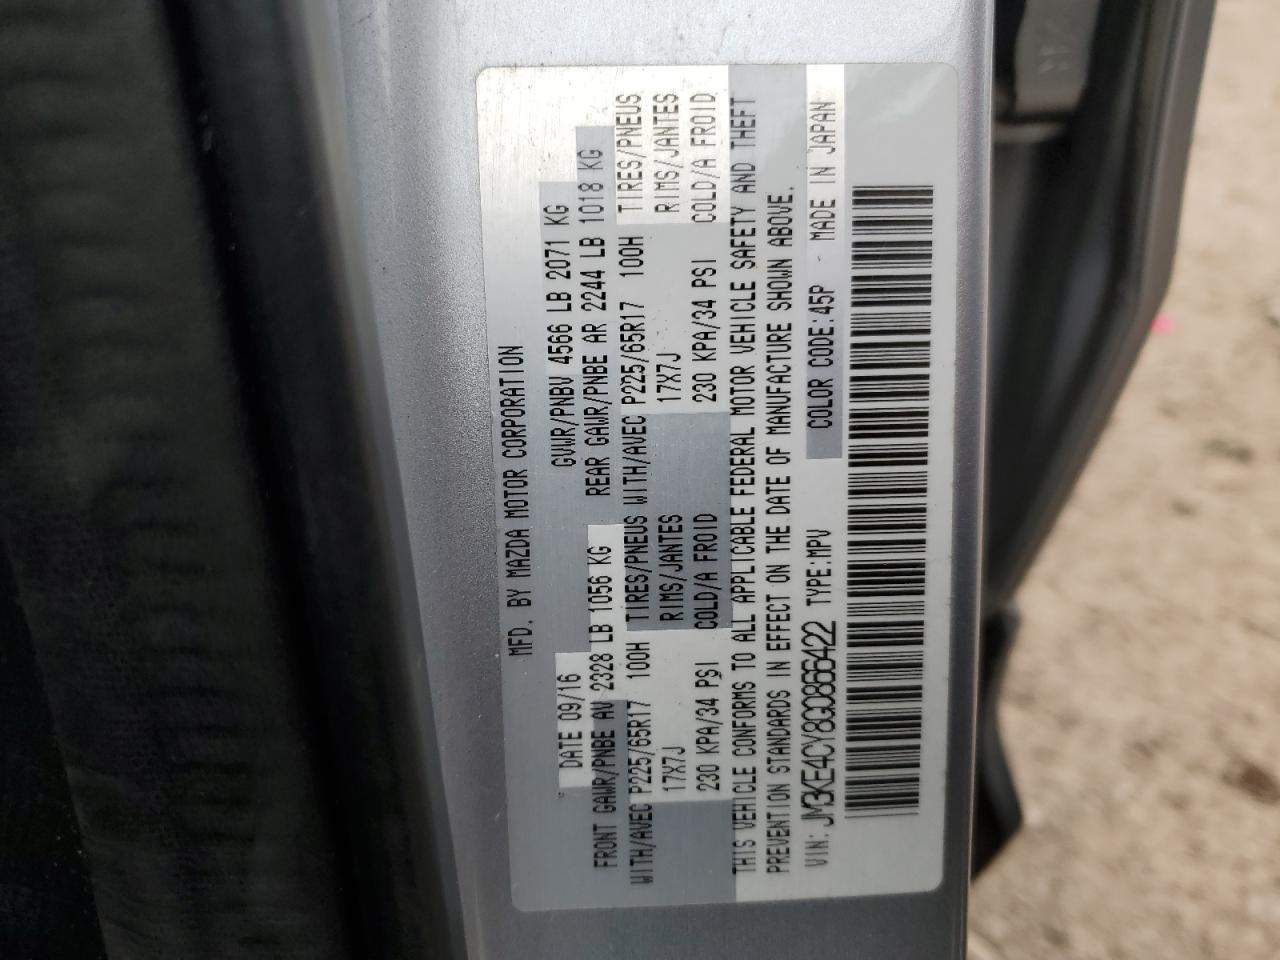 MFD. BY MAZDA MOTOR CORPORATION
DATE 09/16 GVWR/PNBV 4566 LB 2071 KG
FRONT GAWR/PNBE AV 2328 LB 1056 KG REAR GAWR/PNBE AR 2244 LB 1018 KG
WITH/AVEC P225/65R17 100H TIRES/PNEUS WITH/AVEC P225/65R17 100H TIRES/PNEUS
17X7J RIMS/JANTES 17X7J RIMS/JANTES
230 KPA/34 PSI COLD/A FROID 230 KPA/34 PSI COLD/A FROID
THIS VEHICLE CONFORMS TO ALL APPLICABLE FEDERAL MOTOR VEHICLE SAFETY AND THEFT
PREVENTION STANDARDS IN EFFECT ON THE DATE OF MANUFACTURE SHOWN ABOVE.
VIN: JM3KE4CY8G0866422 TYPE:MPV COLOR CODE:45P MADE IN JAPAN